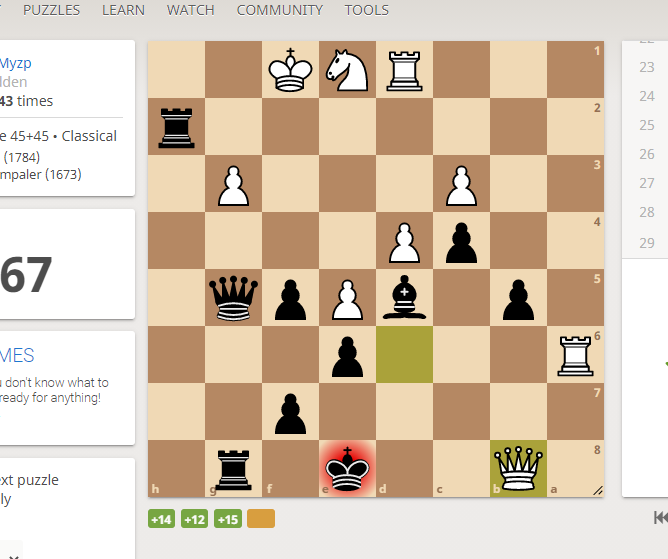 PUZZLES LEARN WATCH COMMUNITY TOOLS
Myzp
lden
43 times
e 45+45 • Classical
(1784)
mpaler (1673)
67
MES
u don't know what to
ready for anything!
ext puzzle
ly
1
2
3
4
5
6
7
8
h g f e d c b a
+14 +12 +15
23
24
25
26
27
28
29